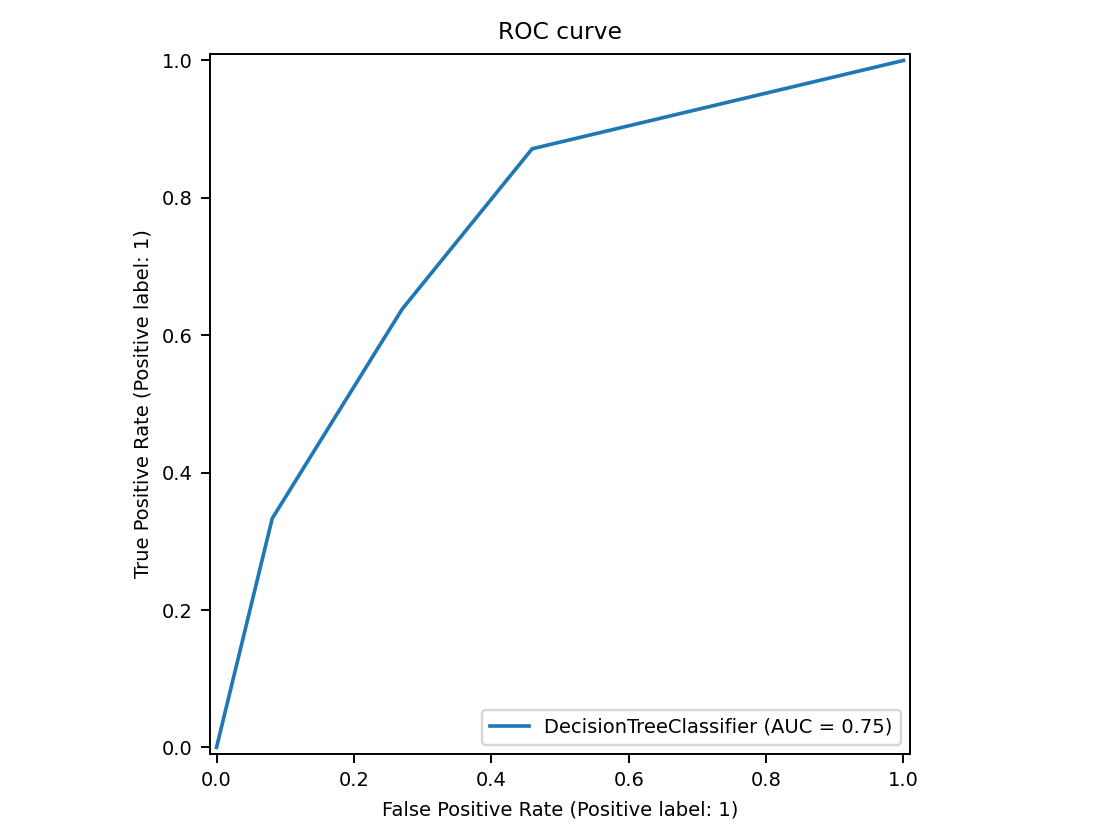 ROC curve
1.0
0.8
0.6
0.4
0.2
0.0
True Positive Rate (Positive label: 1)
DecisionTreeClassifier (AUC = 0.75)
0.0 0.2 0.4 0.6 0.8 1.0
False Positive Rate (Positive label: 1)